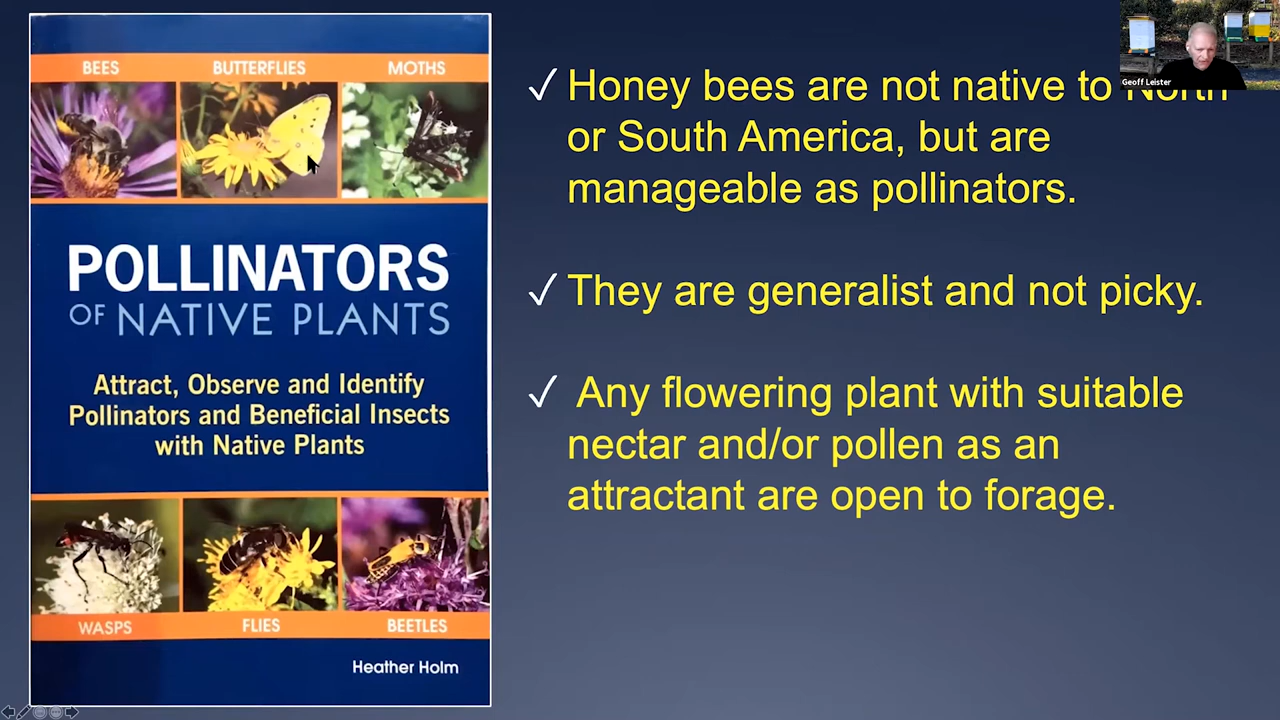 BEES BUTTERFLIES MOTHS
POLLINATORS
OF NATIVE PLANTS
Attract, Observe and Identify
Pollinators and Beneficial Insects
with Native Plants
WASPS FLIES BEETLES
Heather Holm
✓ Honey bees are not native to North
or South America, but are
manageable as pollinators.
✓ They are generalist and not picky.
✓ Any flowering plant with suitable
nectar and/or pollen as an
attractant are open to forage.
Geoff Leister